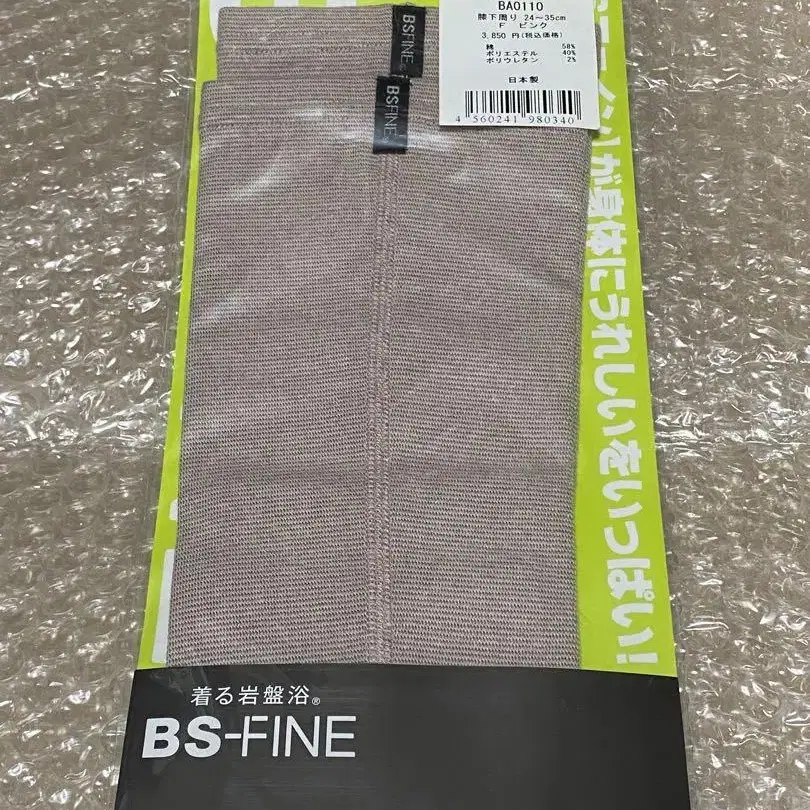 BSFINE.
BSFINE.
BA0110
膝下周り 24〜35cm
F ピンク
3,850 円(税込価格)
綿 58%
ポリエステル 40%
ポリウレタン 2%
日本製
4 560241 980340
が身体にうれしいをいっぱい!
着る岩盤浴®
BS-FINE